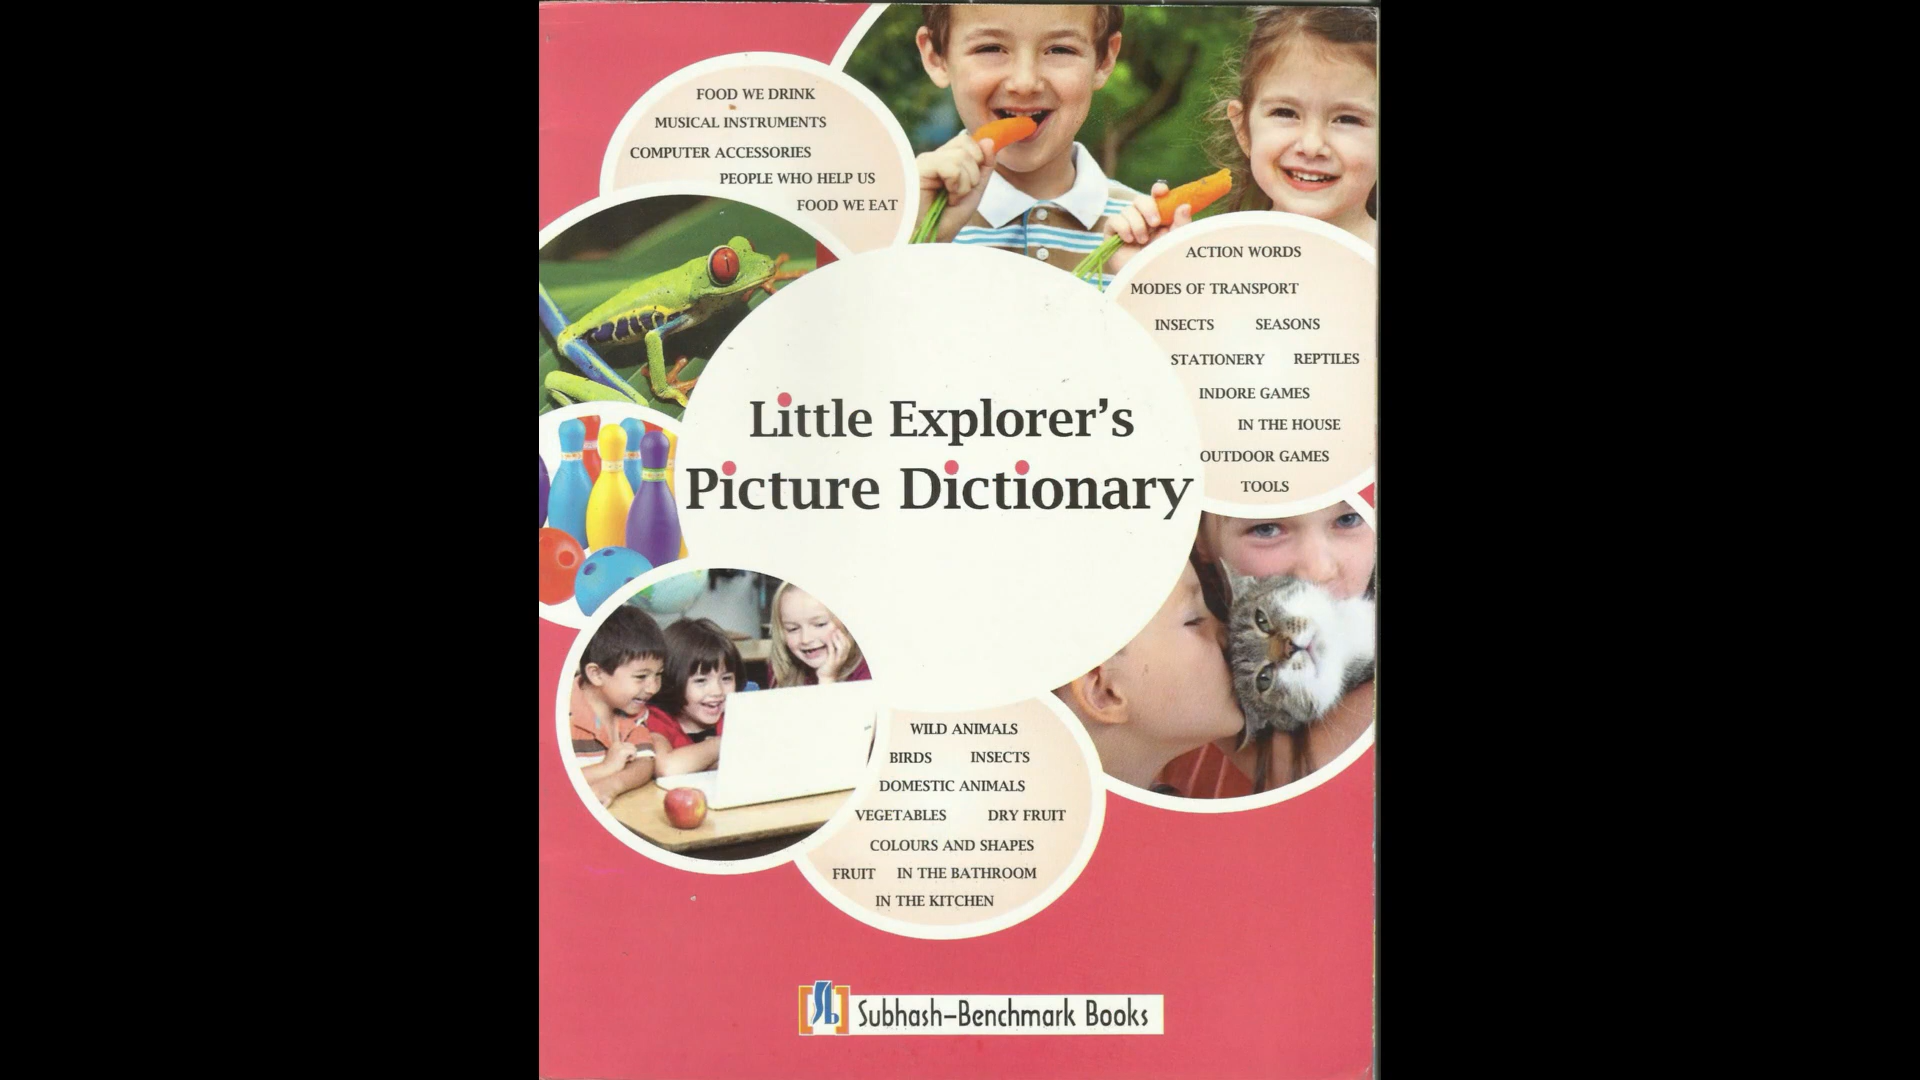 FOOD WE DRINK
MUSICAL INSTRUMENTS
COMPUTER ACCESSORIES
PEOPLE WHO HELP US
FOOD WE EAT
ACTION WORDS
MODES OF TRANSPORT
INSECTS SEASONS
STATIONERY REPTILES
INDORE GAMES
IN THE HOUSE
OUTDOOR GAMES
TOOLS
Little Explorer's
Picture Dictionary
WILD ANIMALS
BIRDS INSECTS
DOMESTIC ANIMALS
VEGETABLES DRY FRUIT
COLOURS AND SHAPES
FRUIT IN THE BATHROOM
IN THE KITCHEN
Sb Subhash-Benchmark Books